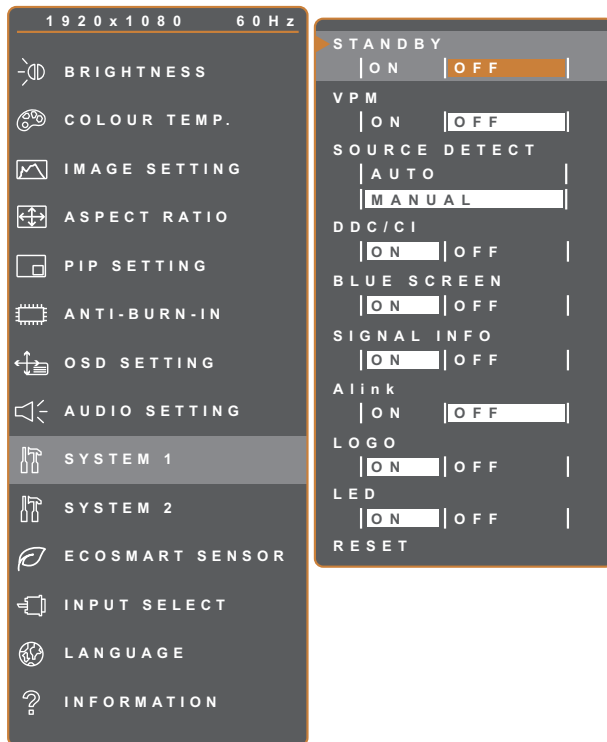 1920x1080 60Hz
BRIGHTNESS
COLOUR TEMP.
IMAGE SETTING
ASPECT RATIO
PIP SETTING
ANTI-BURN-IN
OSD SETTING
AUDIO SETTING
SYSTEM 1
SYSTEM 2
ECOSMART SENSOR
INPUT SELECT
LANGUAGE
INFORMATION
STANDBY
ON OFF
VPM
ON OFF
SOURCE DETECT
AUTO
MANUAL
DDC/CI
ON OFF
BLUE SCREEN
ON OFF
SIGNAL INFO
ON OFF
Alink
ON OFF
LOGO
ON OFF
LED
ON OFF
RESET